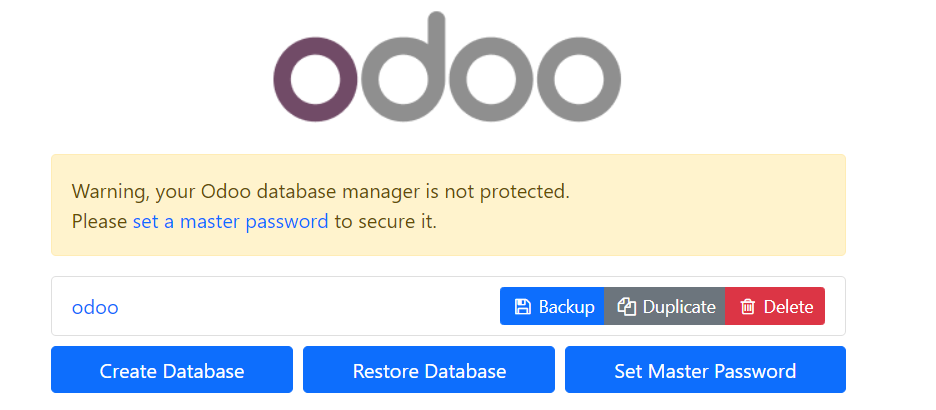 odoo
Warning, your Odoo database manager is not protected.
Please set a master password to secure it.
odoo
Backup
Duplicate
Delete
Create Database
Restore Database
Set Master Password